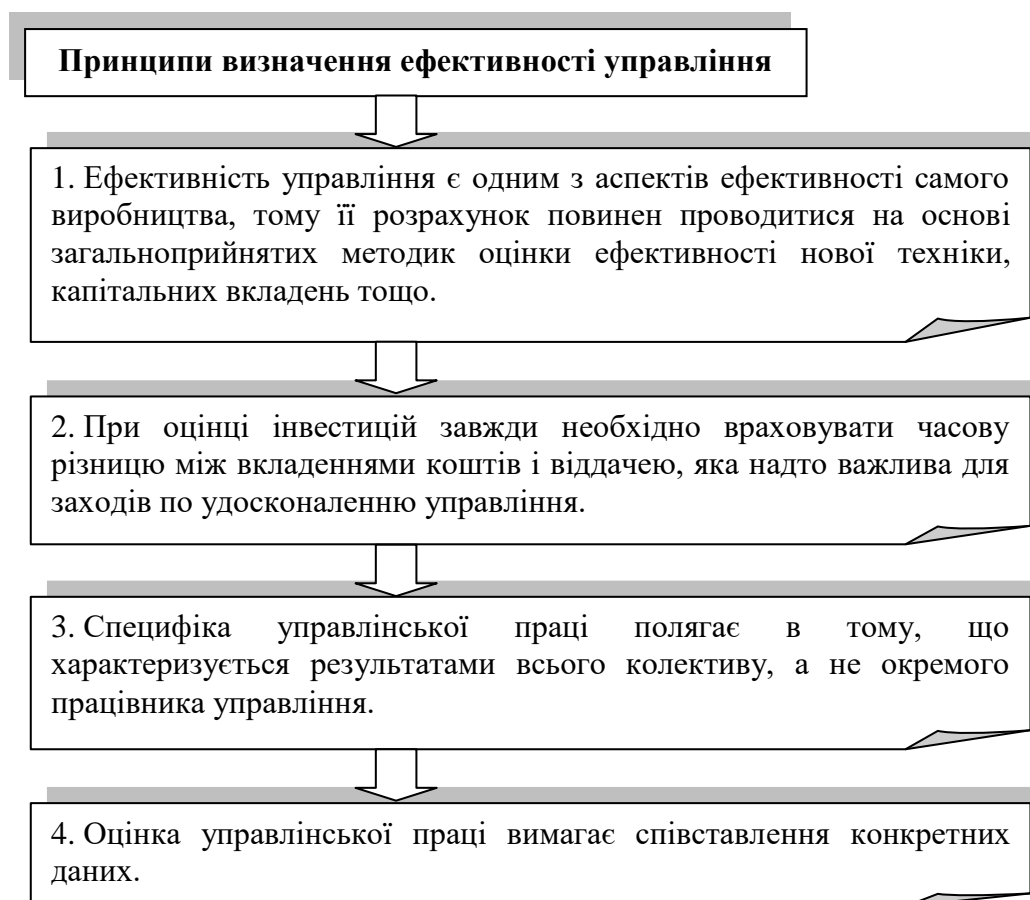 Принципи визначення ефективності управління
1. Ефективність управління є одним з аспектів ефективності самого
виробництва, тому її розрахунок повинен проводитися на основі
загальноприйнятих методик оцінки ефективності нової техніки,
капітальних вкладень тощо.
2. При оцінці інвестицій завжди необхідно враховувати часову
різницю між вкладеннями коштів і віддачею, яка надто важлива для
заходів по удосконаленню управління.
3. Специфіка управлінської праці полягає в тому, що
характеризується результатами всього колективу, а не окремого
працівника управління.
4. Оцінка управлінської праці вимагає співставлення конкретних
даних.